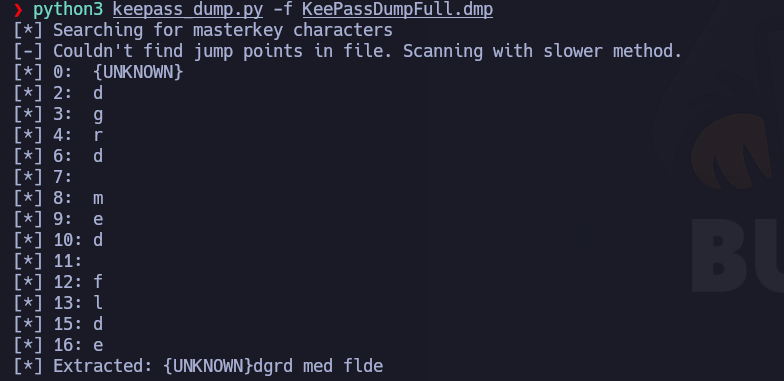 ❯ python3 keepass_dump.py -f KeePassDumpFull.dmp
[*] Searching for masterkey characters
[-] Couldn't find jump points in file. Scanning with slower method.
[*] 0:  {UNKNOWN}
[*] 2:  d
[*] 3:  g
[*] 4:  r
[*] 6:  d
[*] 7:
[*] 8:  m
[*] 9:  e
[*] 10: d
[*] 11:
[*] 12: f
[*] 13: l
[*] 15: d
[*] 16: e
[*] Extracted: {UNKNOWN}dgrd med flde